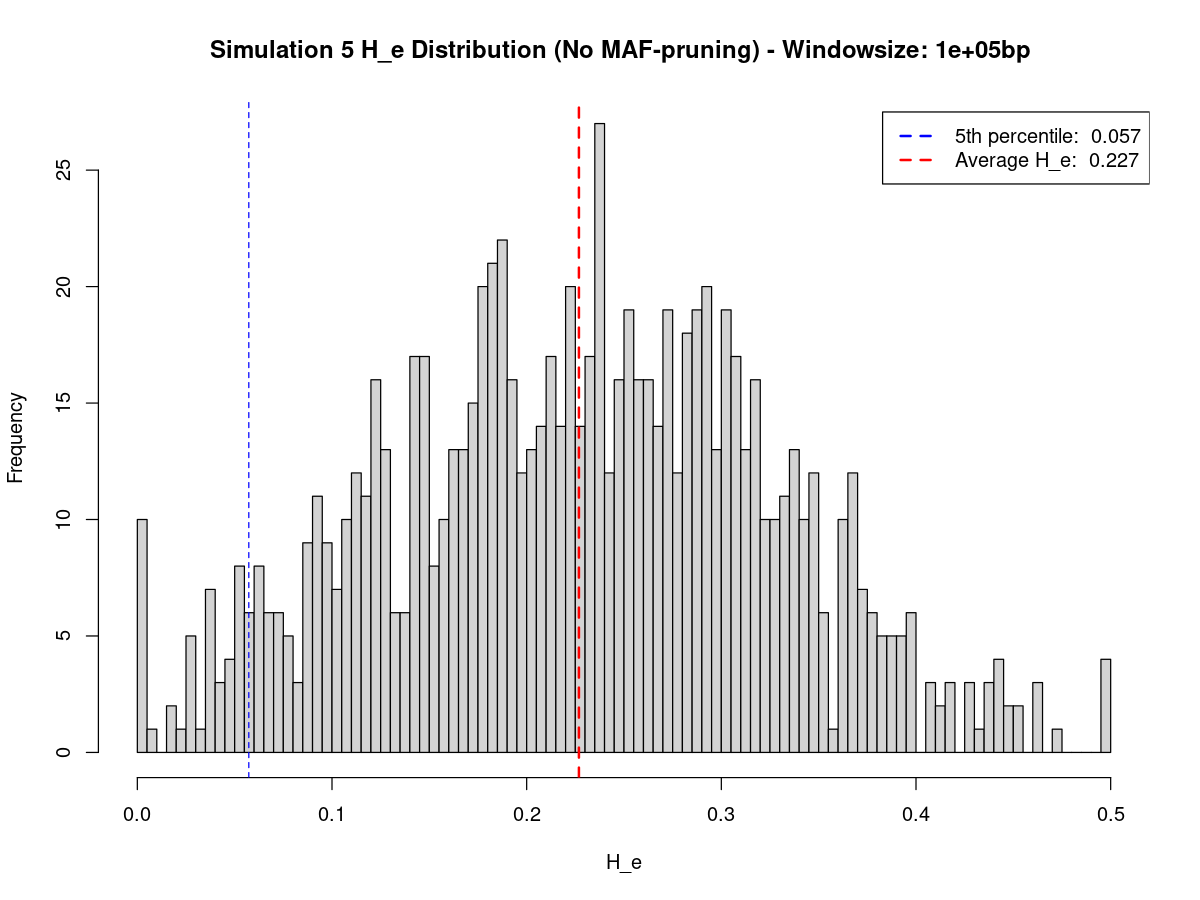 Simulation 5 H_e Distribution (No MAF-pruning) - Windowsize: 1e+05bp
5th percentile:  0.057
Average H_e:  0.227
Frequency
25
20
15
10
5
0
0.0 0.1 0.2 0.3 0.4 0.5
H_e